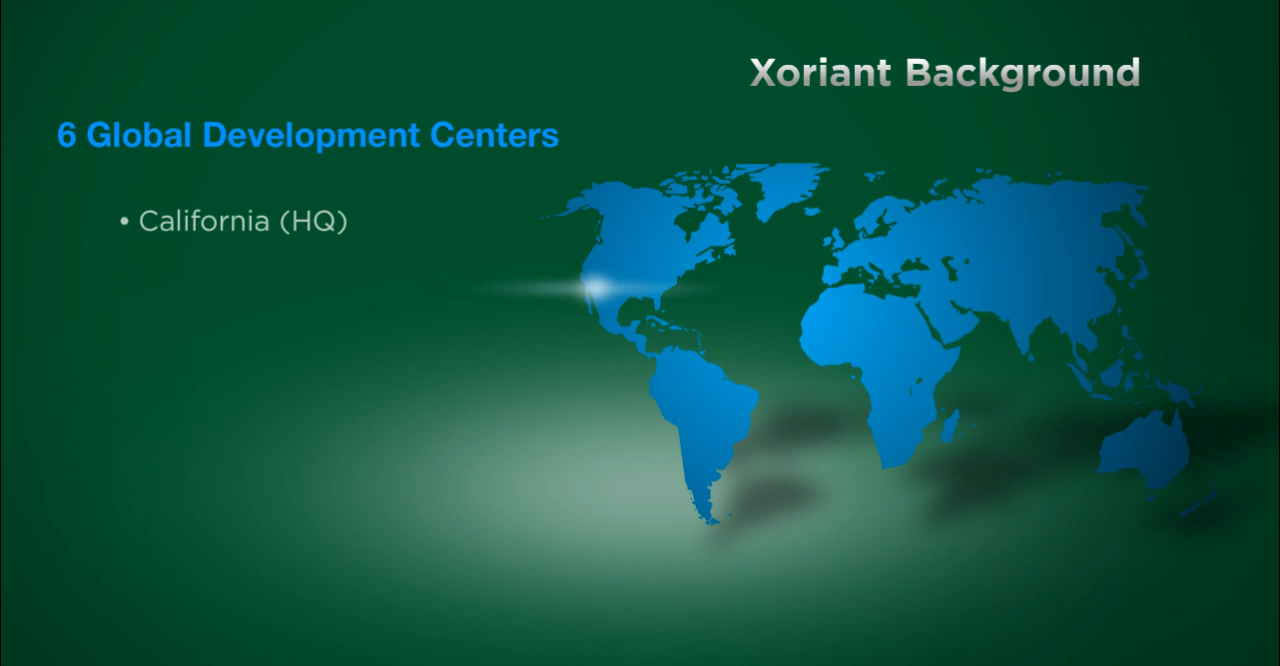 Xoriant Background
6 Global Development Centers
• California (HQ)